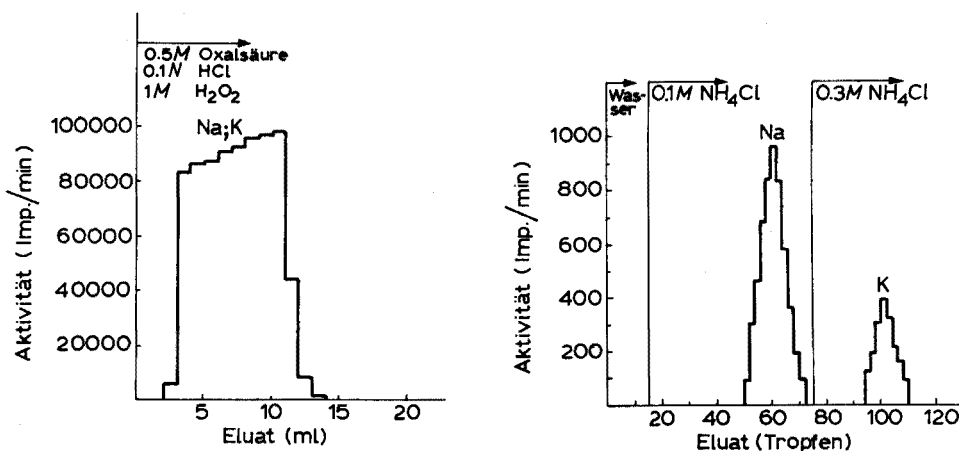 0.5M Oxalsäure
0.1N HCl
1M H₂O₂
Na;K
Aktivität (Imp./min)
100000
80000
60000
40000
20000
5
10
15
20
Eluat (ml)
Was-
ser
0.1M NH₄Cl
0.3M NH₄Cl
Na
K
Aktivität (Imp./min)
1000
800
600
400
200
20
40
60
80
100
120
Eluat (Tropfen)